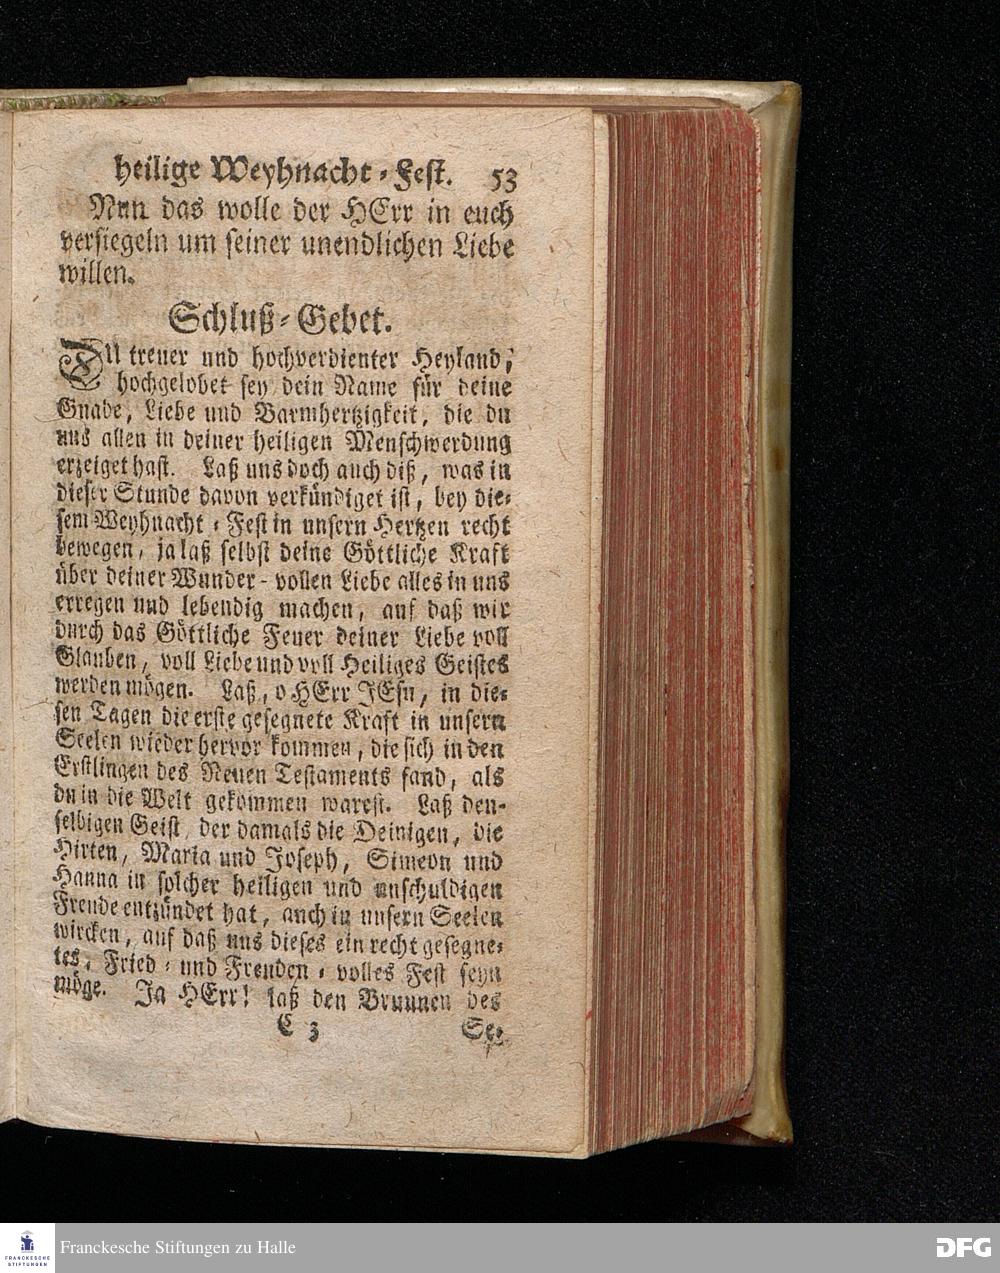 heilige Weyhnacht-Fest. 53
Nun das wolle der HErr in euch
versiegeln um seiner unendlichen Liebe
willen.
Schluß-Gebet.
DU treuer und hochverdienter Heyland,
hochgelobet sey dein Name für deine
Gnade, Liebe und Barmhertzigkeit, die du
uns allen in deiner heiligen Menschwerdung
erzeiget hast. Laß uns doch auch diß, was in
dieser Stunde davon verkündiget ist, bey die-
sem Weyhnacht-Fest in unsern Hertzen recht
bewegen, ja laß selbst deine Göttliche Kraft
über deiner Wunder-vollen Liebe alles in uns
erregen und lebendig machen, auf daß wir
durch das Göttliche Feuer deiner Liebe voll
Glauben, voll Liebe und voll Heiliges Geistes
werden mögen. Laß, o HErr JEsu, in die-
sen Tagen die erste gesegnete Kraft in unsern
Seelen wieder hervor kommen, die sich in den
Erstlingen des Neuen Testaments fand, als
du in die Welt gekommen warest. Laß den-
selbigen Geist, der damals die Deinigen, die
Hirten, Maria und Joseph, Simeon und
Hanna in solcher heiligen und unschuldigen
Freude entzündet hat, auch in unsern Seelen
wircken, auf daß uns dieses ein recht gesegne-
tes, Fried- und Freuden-volles Fest seyn
möge. Ja HErr! laß den Brunnen des
C 3 Se-
FRANCKESCHE
STIFTUNGEN
Franckesche Stiftungen zu Halle
DFG